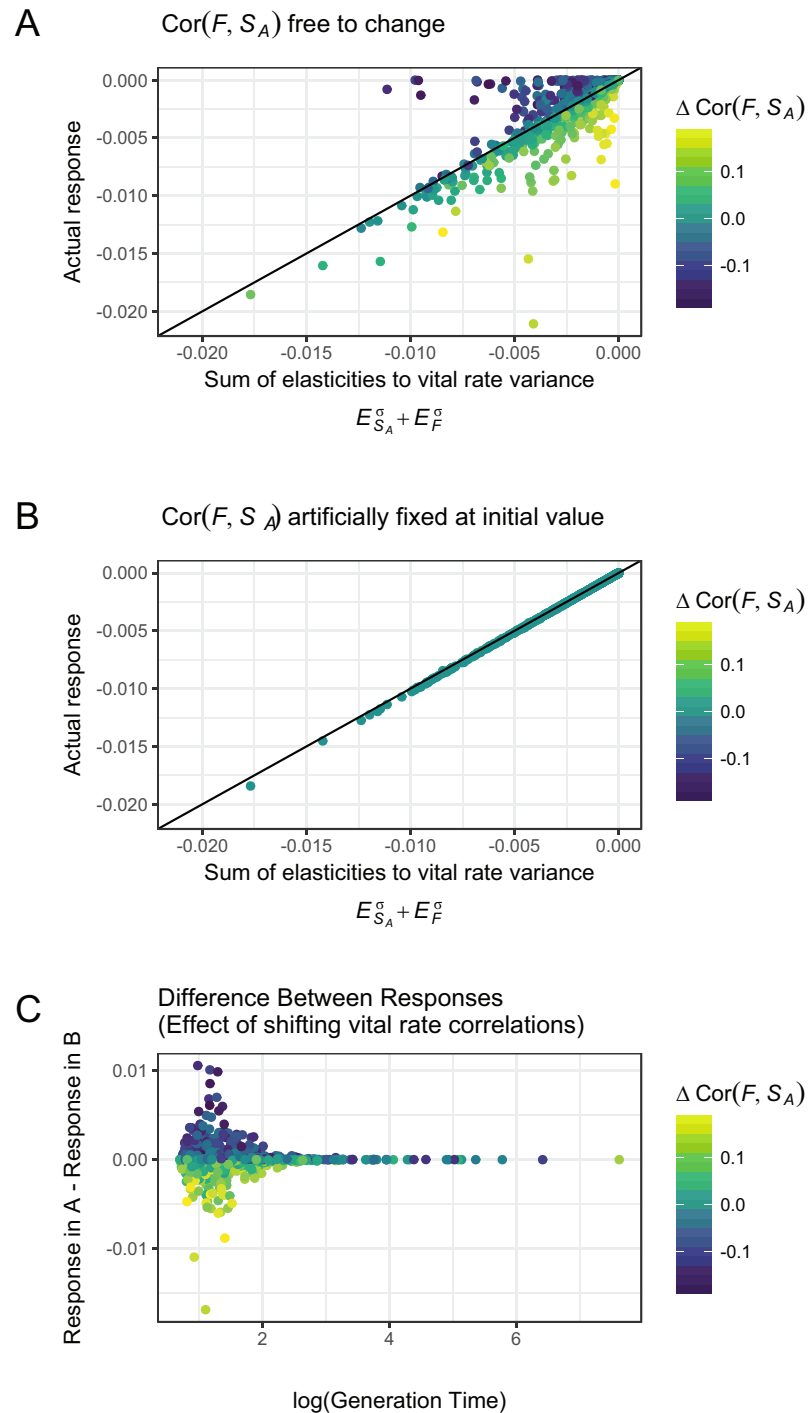 A
Cor(F, S_A) free to change
0.000
-0.005
-0.010
-0.015
-0.020
Actual response
-0.020 -0.015 -0.010 -0.005 0.000
Sum of elasticities to vital rate variance
E^σ_{S_A} + E^σ_F
Δ Cor(F, S_A)
0.1
0.0
-0.1
B
Cor(F, S_A) artificially fixed at initial value
0.000
-0.005
-0.010
-0.015
-0.020
Actual response
-0.020 -0.015 -0.010 -0.005 0.000
Sum of elasticities to vital rate variance
E^σ_{S_A} + E^σ_F
Δ Cor(F, S_A)
0.1
0.0
-0.1
C
Difference Between Responses
(Effect of shifting vital rate correlations)
0.01
0.00
-0.01
Response in A - Response in B
2 4 6
log(Generation Time)
Δ Cor(F, S_A)
0.1
0.0
-0.1